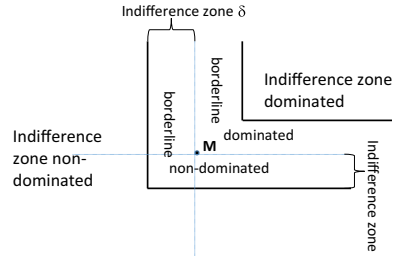 Indifference zone δ
Indifference zone
dominated
borderline
borderline
dominated
M
non-dominated
Indifference
zone non-
dominated
Indifference zone